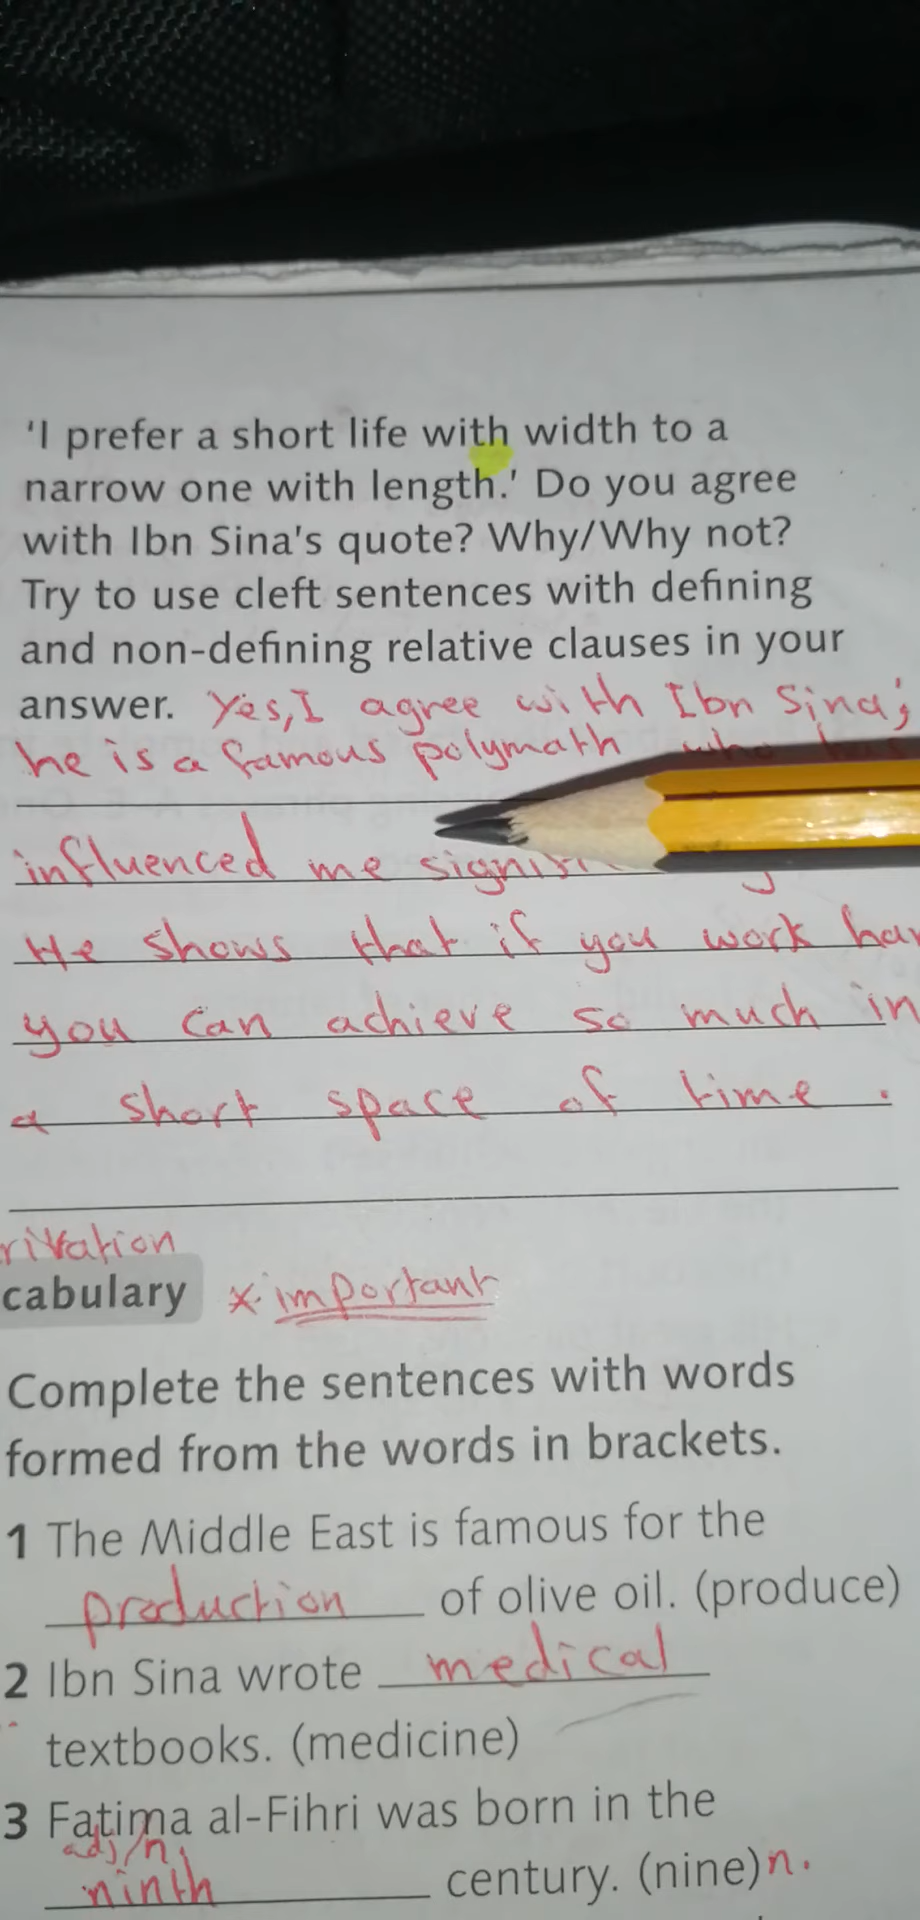 'I prefer a short life with width to a
narrow one with length.' Do you agree
with Ibn Sina's quote? Why/Why not?
Try to use cleft sentences with defining
and non-defining relative clauses in your
answer. Yes, I agree with Ibn Sina;
he is a famous polymath who has
influenced me
He shows that if you work har
you can achieve so much in
a short space of time.
rivation
cabulary x important
Complete the sentences with words
formed from the words in brackets.
1 The Middle East is famous for the
production of olive oil. (produce)
2 Ibn Sina wrote medical
textbooks. (medicine)
3 Fatima al-Fihri was born in the
adj/n.
ninth century. (nine) n.